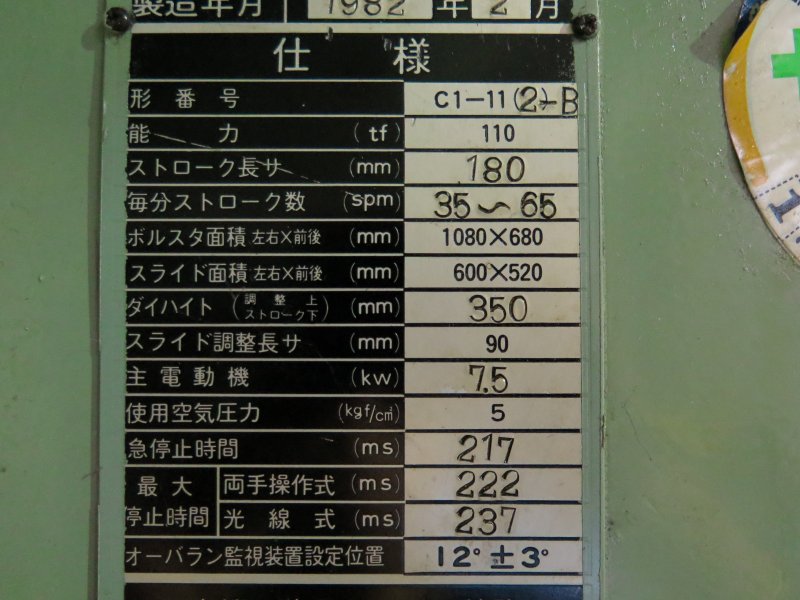 製造年月 1982 年 2 月
仕様
形番号 C1-11(2)-B
能力 (tf) 110
ストローク長サ (mm) 180
毎分ストローク数 (spm) 35〜65
ボルスタ面積 左右×前後 (mm) 1080×680
スライド面積 左右×前後 (mm) 600×520
ダイハイト (調整上 ストローク下) (mm) 350
スライド調整長サ (mm) 90
主電動機 (kw) 7.5
使用空気圧力 (kgf/cm²) 5
急停止時間 (ms) 217
最大停止時間 両手操作式 (ms) 222
光線式 (ms) 237
オーバラン監視装置設定位置 12°±3°